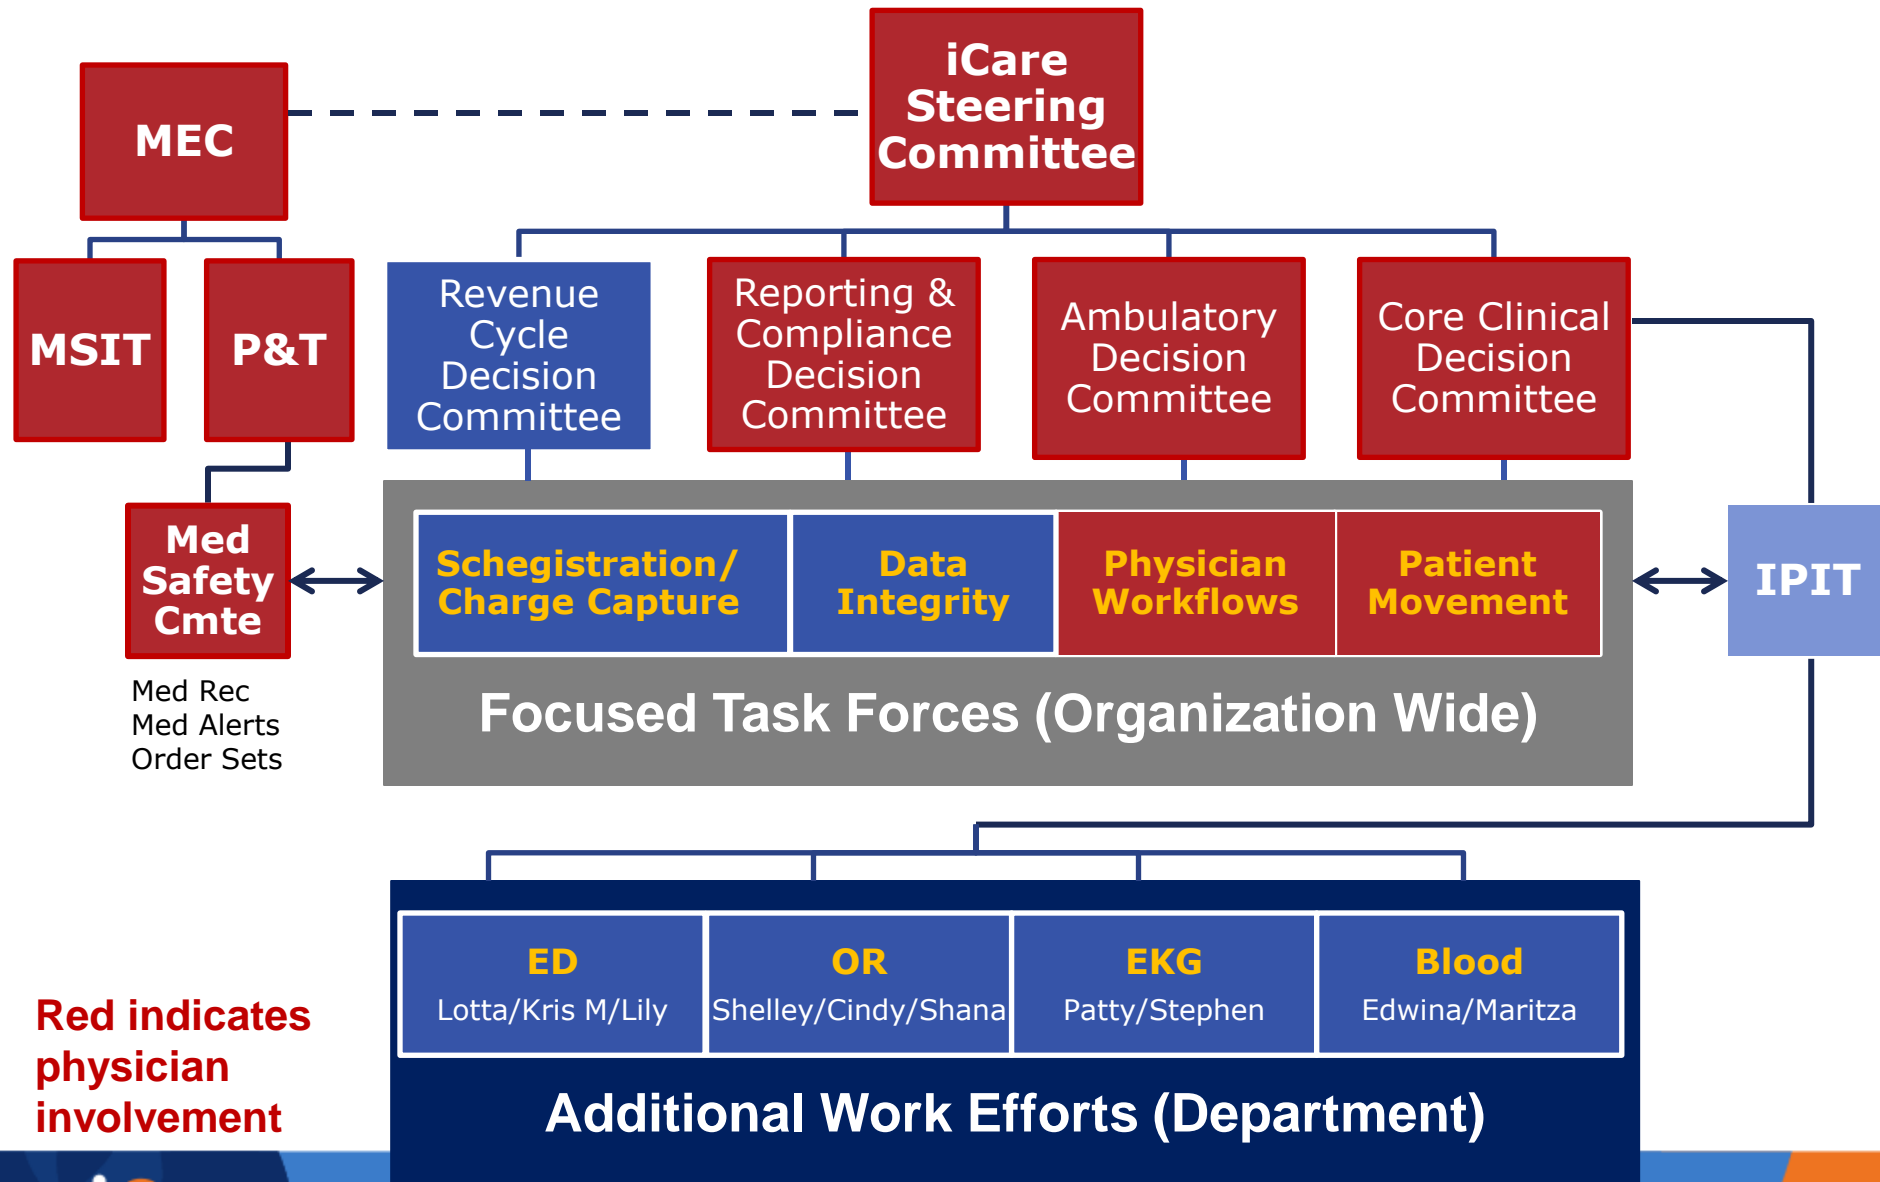 iCare
Steering
Committee
MEC
MSIT
P&T
Revenue
Cycle
Decision
Committee
Reporting &
Compliance
Decision
Committee
Ambulatory
Decision
Committee
Core Clinical
Decision
Committee
Med
Safety
Cmte
Med Rec
Med Alerts
Order Sets
Schegistration/
Charge Capture
Data
Integrity
Physician
Workflows
Patient
Movement
Focused Task Forces (Organization Wide)
IPIT
ED
Lotta/Kris M/Lily
OR
Shelley/Cindy/Shana
EKG
Patty/Stephen
Blood
Edwina/Maritza
Additional Work Efforts (Department)
Red indicates
physician
involvement